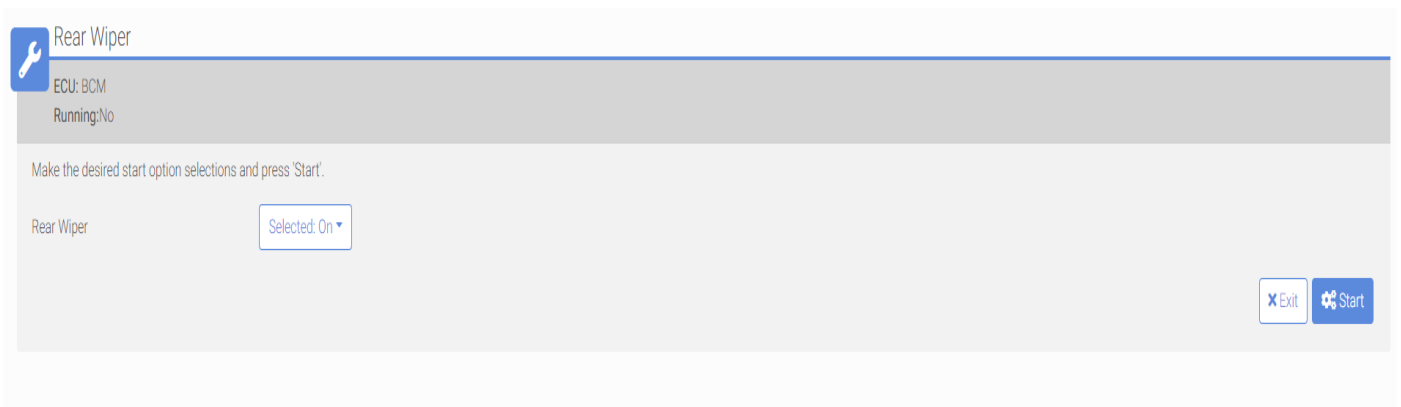 Rear Wiper
ECU: BCM
Running:No
Make the desired start option selections and press 'Start'.
Rear Wiper
Selected: On
Exit
Start